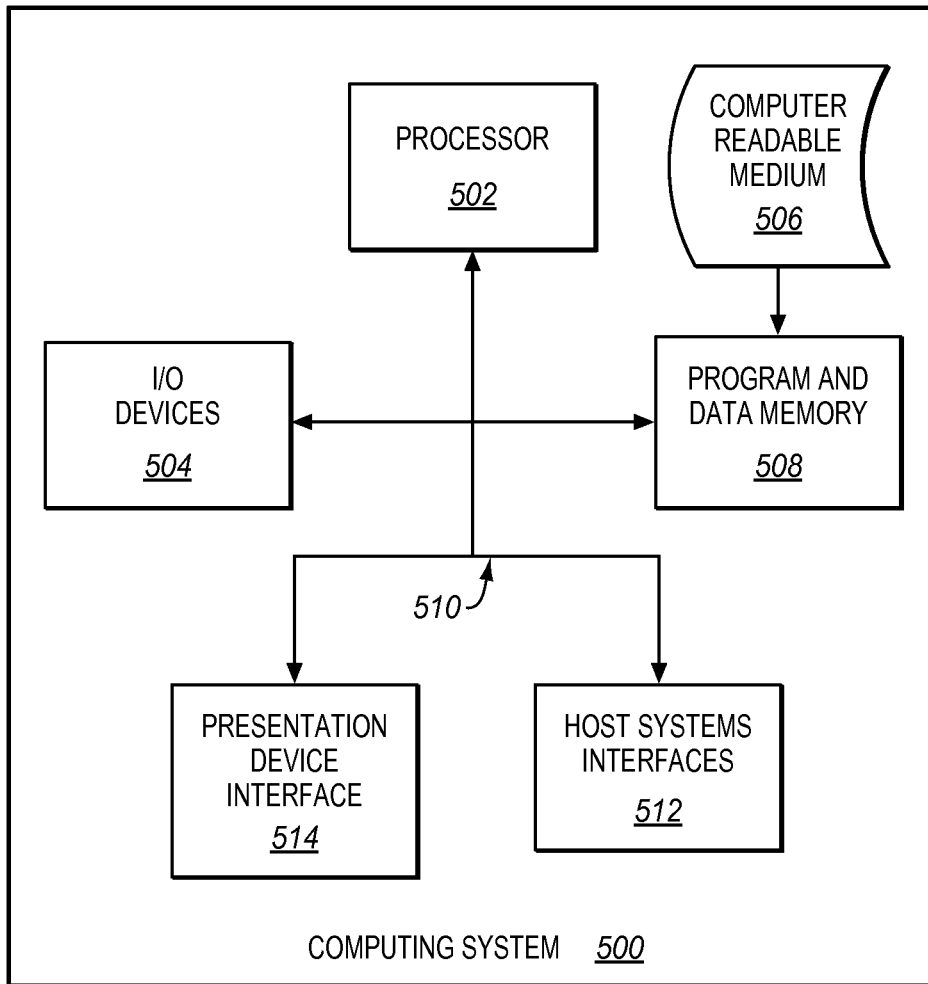 PROCESSOR
502
COMPUTER
READABLE
MEDIUM
506
I/O
DEVICES
504
PROGRAM AND
DATA MEMORY
508
510
PRESENTATION
DEVICE
INTERFACE
514
HOST SYSTEMS
INTERFACES
512
COMPUTING SYSTEM 500